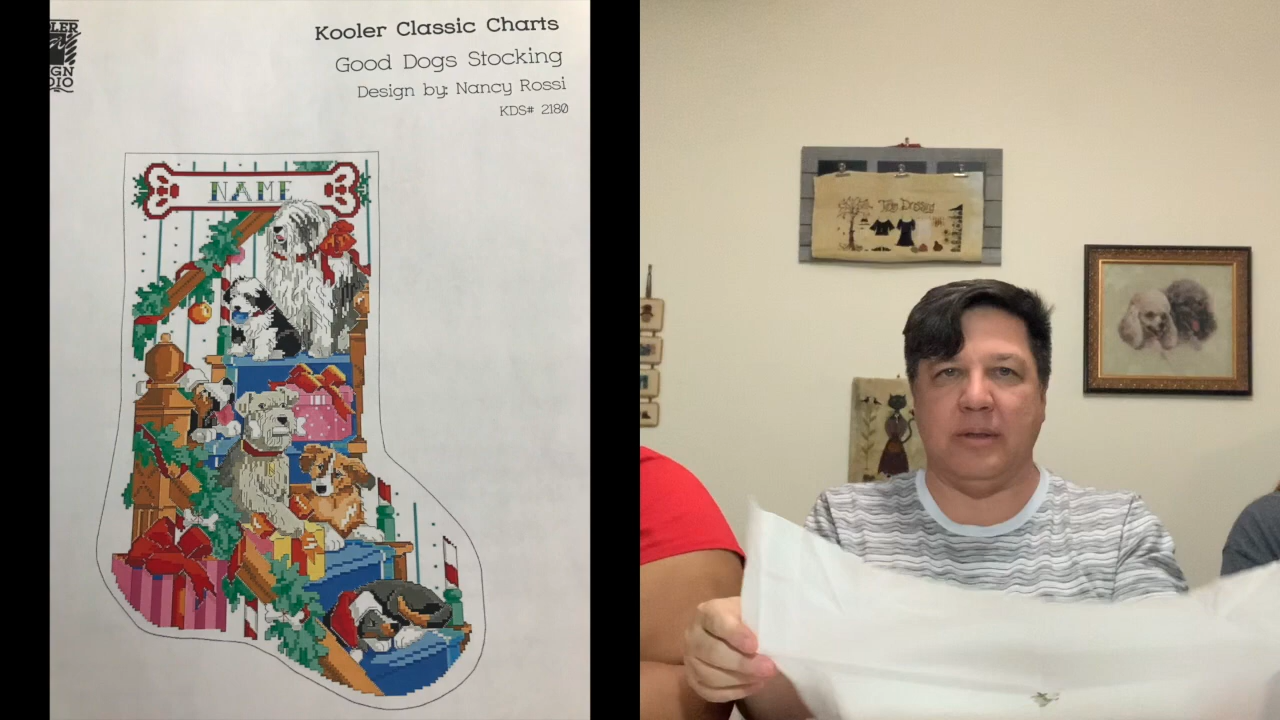 Kooler Classic Charts
Good Dogs Stocking
Design by: Nancy Rossi
KDS# 2180
NAME